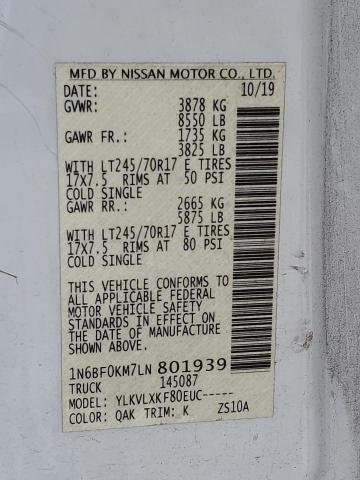 MFD BY NISSAN MOTOR CO., LTD.
DATE: 10/19
GVWR: 3878 KG
8550 LB
GAWR FR.: 1735 KG
3825 LB
WITH LT245/70R17 E TIRES
17X7.5 RIMS AT 50 PSI
COLD SINGLE
GAWR RR.: 2665 KG
5875 LB
WITH LT245/70R17 E TIRES
17X7.5 RIMS AT 80 PSI
COLD SINGLE
THIS VEHICLE CONFORMS TO
ALL APPLICABLE FEDERAL
MOTOR VEHICLE SAFETY
STANDARDS IN EFFECT ON
THE DATE OF MANUFACTURE
SHOWN ABOVE.
1N6BF0KM7LN801939
TRUCK 145087
MODEL: YLKVLXKF80EUC-----
COLOR: QAK TRIM: K ZS10A